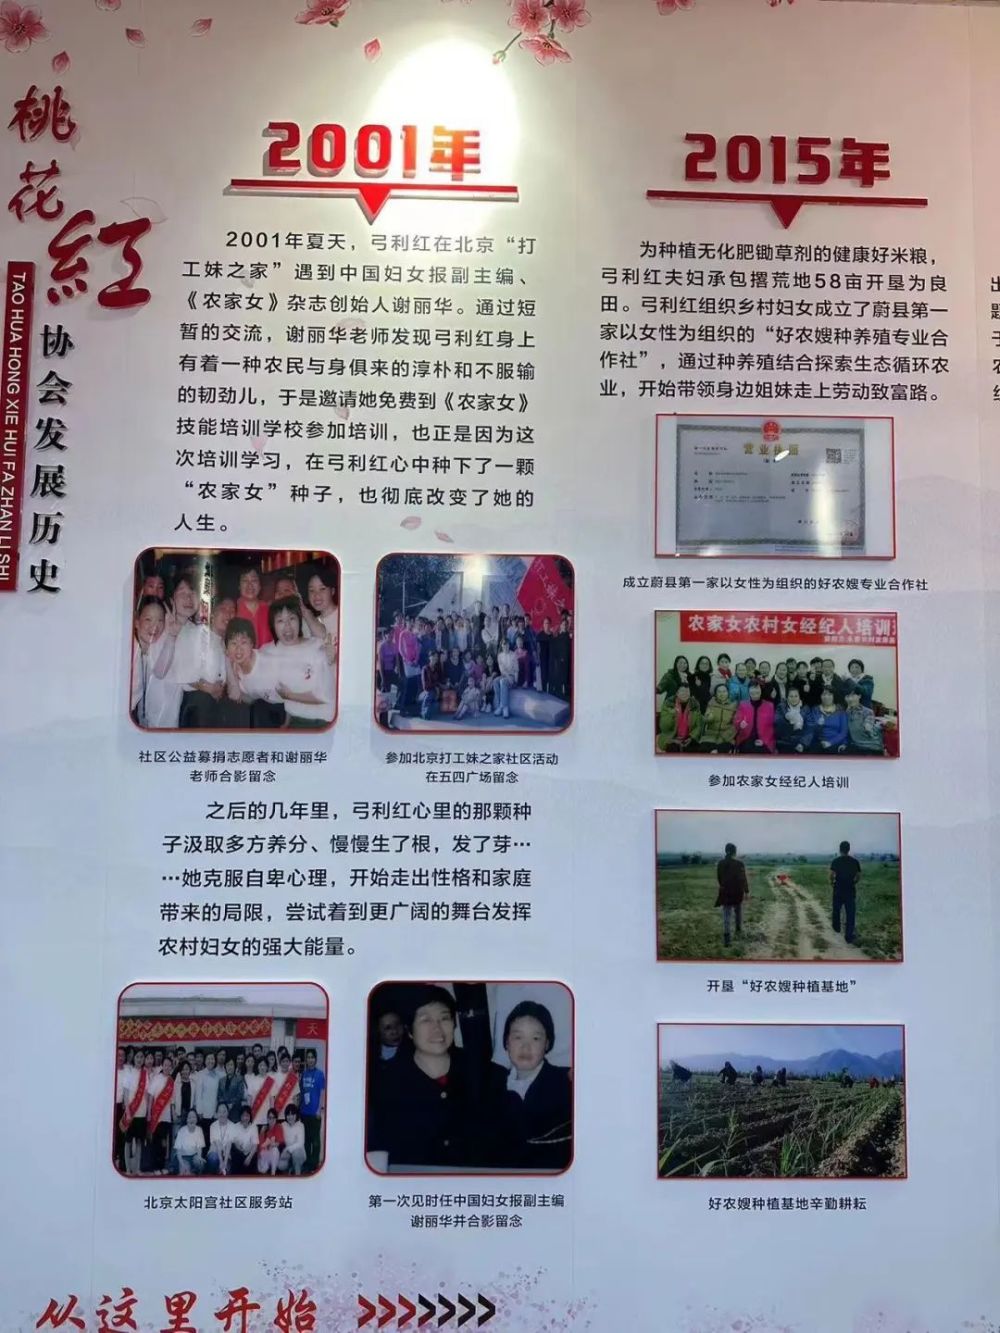 桃花红
协会发展历史
TAO HUA HONG XIE HUI FA ZHAN LI SHI
2001年
2001年夏天，弓利红在北京“打
工妹之家”遇到中国妇女报副主编、
《农家女》杂志创始人谢丽华。通过短
暂的交流，谢丽华老师发现弓利红身上
有着一种农民与身俱来的淳朴和不服输
的韧劲儿，于是邀请她免费到《农家女》
技能培训学校参加培训，也正是因为这
次培训学习，在弓利红心中种下了一颗
“农家女”种子，也彻底改变了她的
人生。
社区公益募捐志愿者和谢丽华
老师合影留念
打工妹之
参加北京打工妹之家社区活动
在五四广场留念
之后的几年里，弓利红心里的那颗种
子汲取多方养分、慢慢生了根，发了芽…
…她克服自卑心理，开始走出性格和家庭
带来的局限，尝试着到更广阔的舞台发挥
农村妇女的强大能量。
天
北京太阳宫社区服务站
第一次见时任中国妇女报副主编
谢丽华并合影留念
从这里开始
2015年
为种植无化肥锄草剂的健康好米粮，
弓利红夫妇承包撂荒地58亩开垦为良
田。弓利红组织乡村妇女成立了蔚县第一
家以女性为组织的“好农嫂种养殖专业合
作社”，通过种养殖结合探索生态循环农
业，开始带领身边姐妹走上劳动致富路。
营业执照
成立蔚县第一家以女性为组织的好农嫂专业合作社
农家女农村女经纪人培训
参加农家女经纪人培训
开垦“好农嫂种植基地”
好农嫂种植基地辛勤耕耘
出
题
于
农